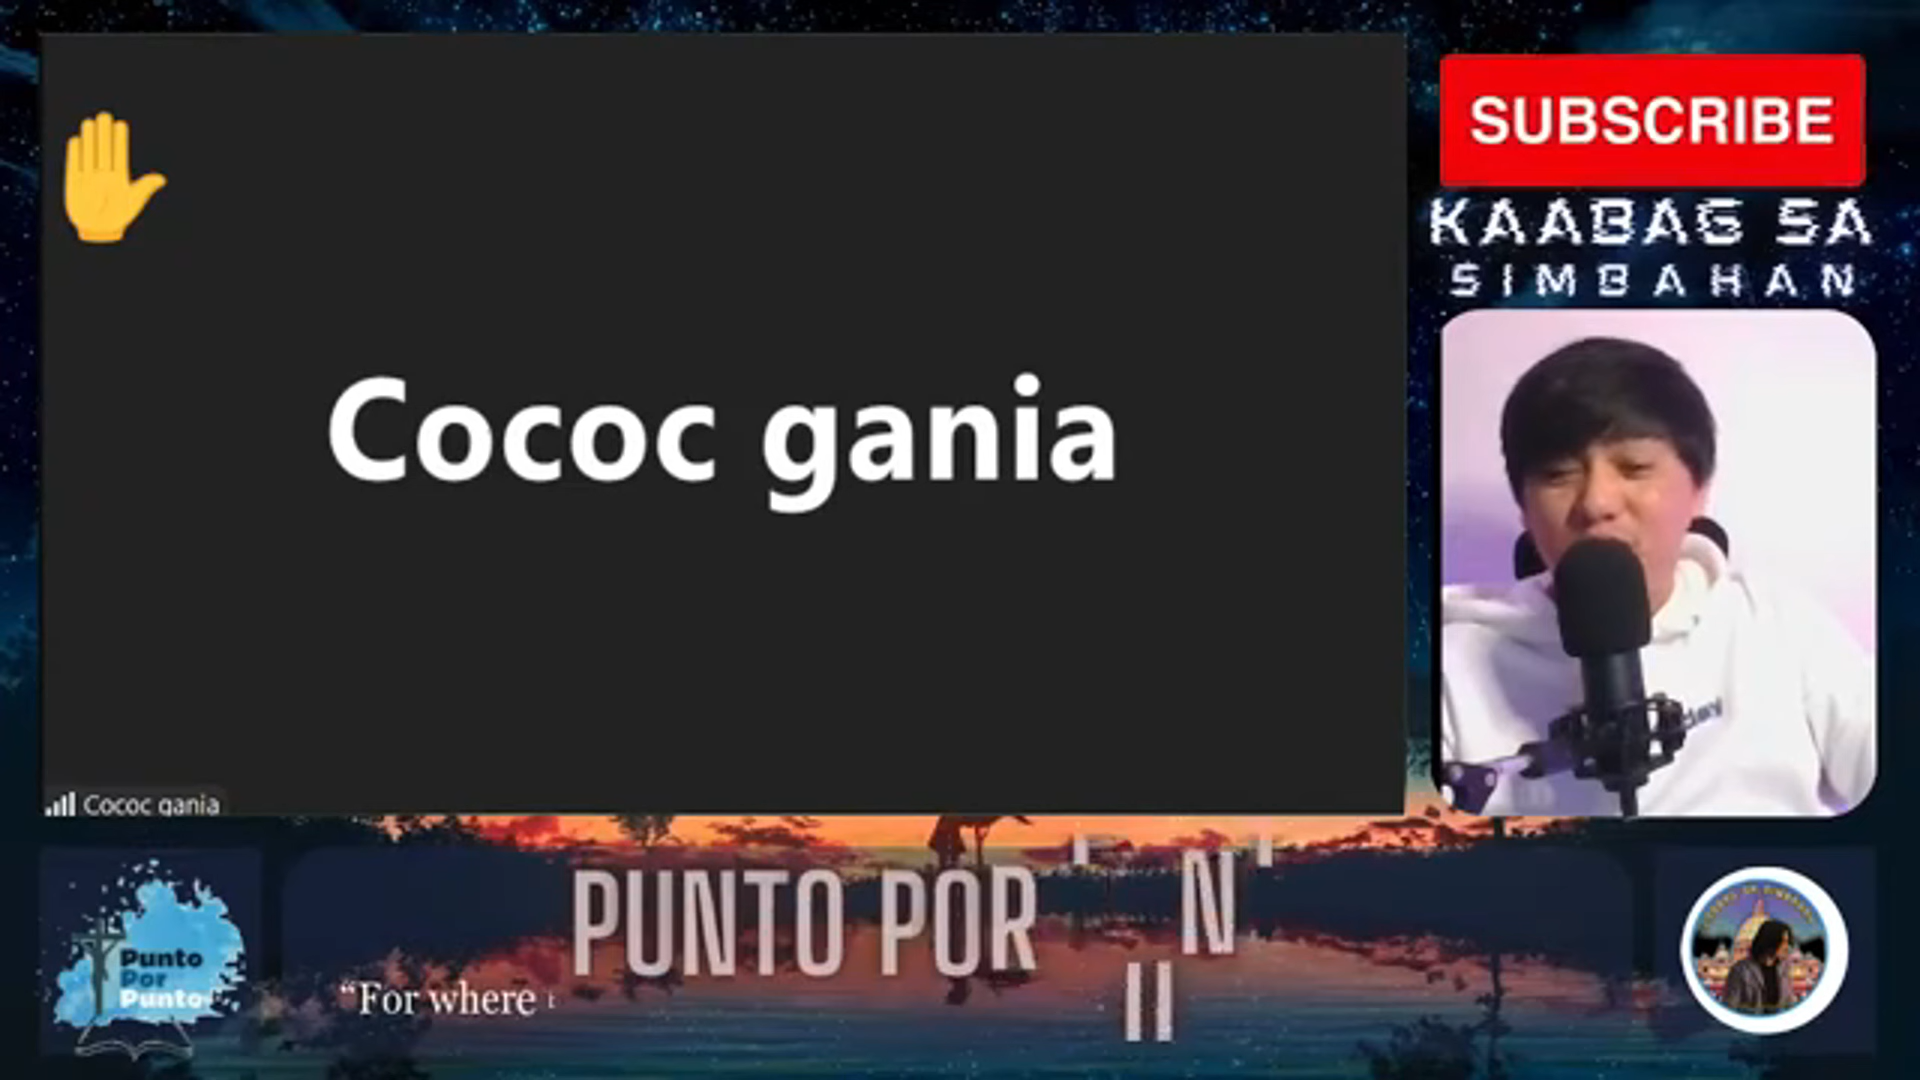 Cococ gania
Cococ gania
SUBSCRIBE
KAABAG SA
SIMBAHAN
PUNTO POR
N
Punto
Por
Punto
“For where